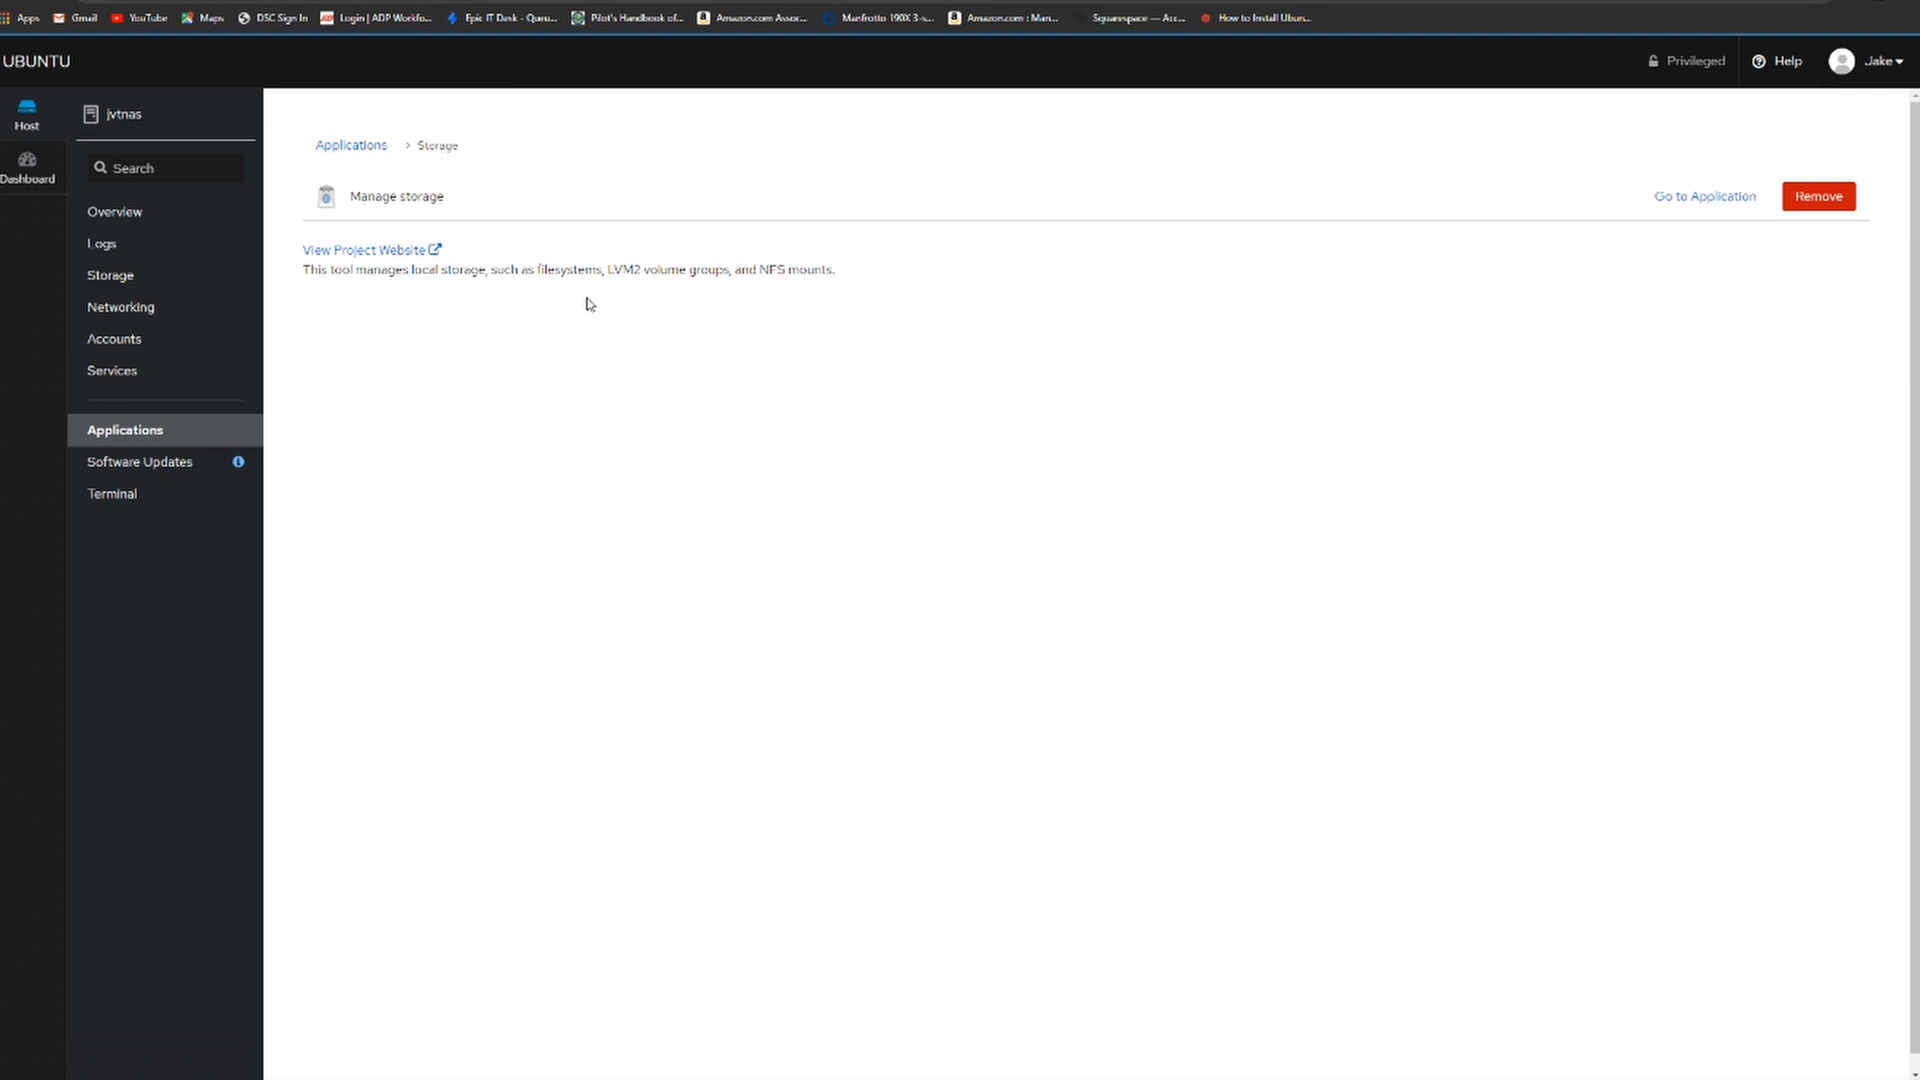 Apps Gmail YouTube Maps DSC Sign In Login | ADP Workfo... Epic IT Desk - Queu... Pilot's Handbook of... Amazon.com Assoc... Manfrotto 190X 3-s... Amazon.com : Man... Squarespace — Acc... How to Install Ubun...
UBUNTU
Privileged Help Jake
Host
Dashboard
jvtnas
Search
Overview
Logs
Storage
Networking
Accounts
Services
Applications
Software Updates
Terminal
Applications > Storage
Manage storage
Go to Application Remove
View Project Website
This tool manages local storage, such as filesystems, LVM2 volume groups, and NFS mounts.